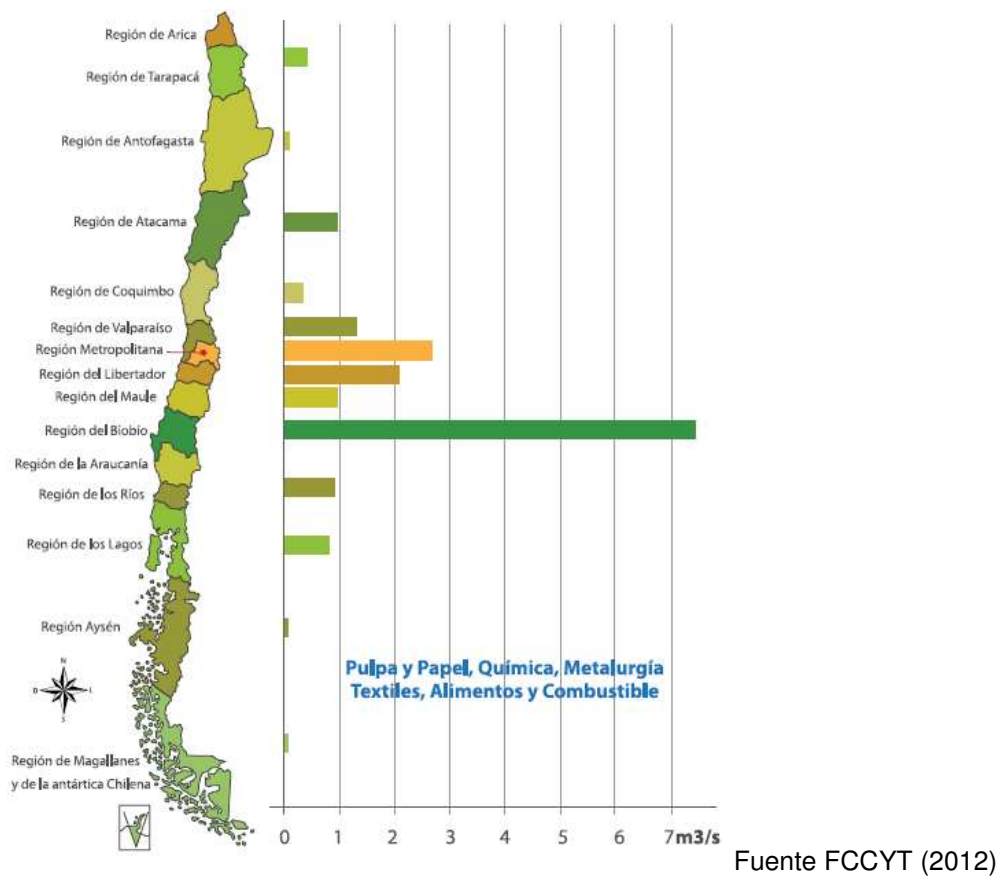 Región de Arica
Región de Tarapacá
Región de Antofagasta
Región de Atacama
Región de Coquimbo
Región de Valparaíso
Región Metropolitana
Región del Libertador
Región del Maule
Región del Biobío
Región de la Araucanía
Región de los Ríos
Región de los Lagos
Región Aysén
N
O
L
S
Pulpa y Papel, Química, Metalurgía
Textiles, Alimentos y Combustible
Región de Magallanes
y de la antártica Chilena
0 1 2 3 4 5 6 7 m3/s
Fuente FCCYT (2012)